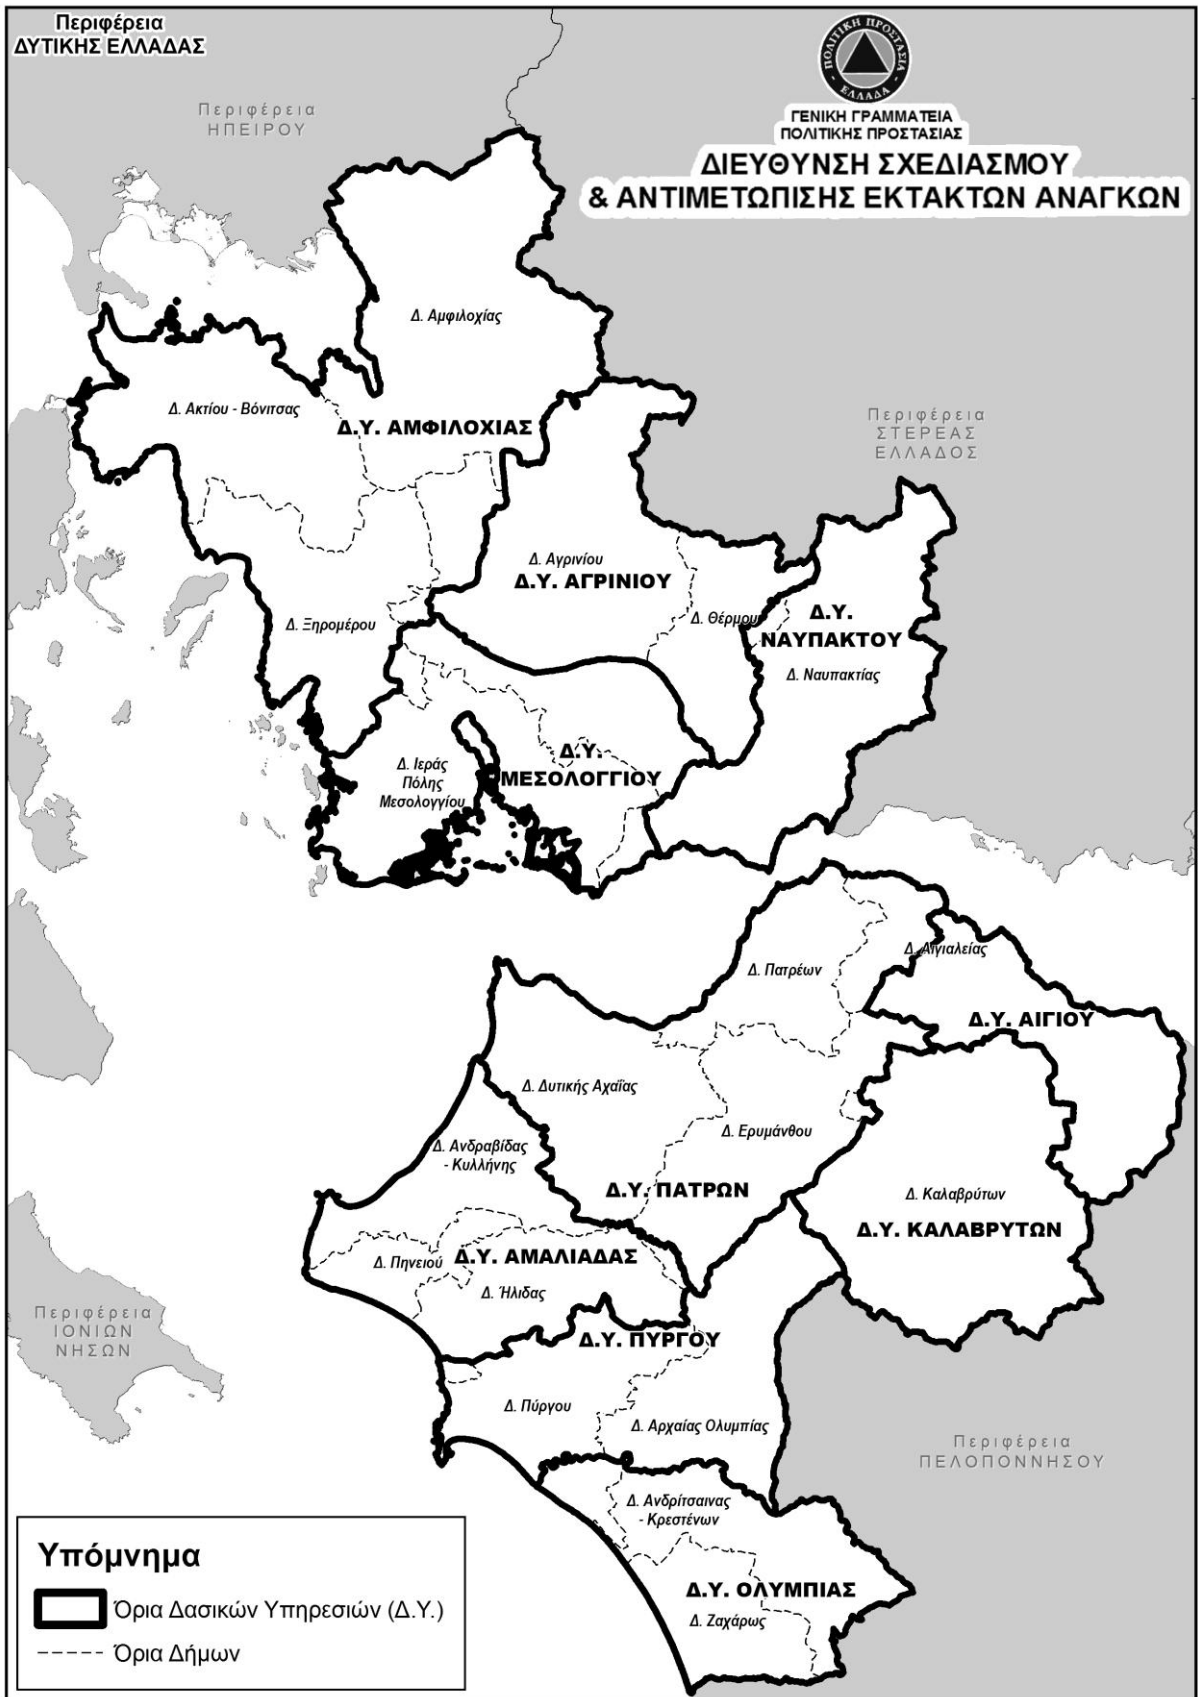 Περιφέρεια
ΔΥΤΙΚΗΣ ΕΛΛΑΔΑΣ
ΠΟΛΙΤΙΚΗ ΠΡΟΣΤΑΣΙΑ
ΕΛΛΑΔΑ
ΓΕΝΙΚΗ ΓΡΑΜΜΑΤΕΙΑ
ΠΟΛΙΤΙΚΗΣ ΠΡΟΣΤΑΣΙΑΣ
ΔΙΕΥΘΥΝΣΗ ΣΧΕΔΙΑΣΜΟΥ
& ΑΝΤΙΜΕΤΩΠΙΣΗΣ ΕΚΤΑΚΤΩΝ ΑΝΑΓΚΩΝ
Περιφέρεια
ΗΠΕΙΡΟΥ
Δ. Αμφιλοχίας
Δ. Ακτίου - Βόνιτσας
Δ.Υ. ΑΜΦΙΛΟΧΙΑΣ
Περιφέρεια
ΣΤΕΡΕΑΣ
ΕΛΛΑΔΟΣ
Δ. Αγρινίου
Δ.Υ. ΑΓΡΙΝΙΟΥ
Δ. Ξηρομέρου
Δ. Θέρμου
Δ.Υ.
ΝΑΥΠΑΚΤΟΥ
Δ. Ναυπακτίας
Δ. Ιεράς
Πόλης
Μεσολογγίου
Δ.Υ.
ΜΕΣΟΛΟΓΓΙΟΥ
Δ. Πατρέων
Δ. Αιγιαλείας
Δ.Υ. ΑΙΓΙΟΥ
Δ. Δυτικής Αχαΐας
Δ. Ερυμάνθου
Δ. Ανδραβίδας
- Κυλλήνης
Δ.Υ. ΠΑΤΡΩΝ
Δ. Καλαβρύτων
Δ.Υ. ΚΑΛΑΒΡΥΤΩΝ
Δ. Πηνειού
Δ.Υ. ΑΜΑΛΙΑΔΑΣ
Δ. Ήλιδας
Περιφέρεια
ΙΟΝΙΩΝ
ΝΗΣΩΝ
Δ.Υ. ΠΥΡΓΟΥ
Δ. Πύργου
Δ. Αρχαίας Ολυμπίας
Περιφέρεια
ΠΕΛΟΠΟΝΝΗΣΟΥ
Δ. Ανδρίτσαινας
- Κρεστένων
Δ.Υ. ΟΛΥΜΠΙΑΣ
Δ. Ζαχάρως
Υπόμνημα
Όρια Δασικών Υπηρεσιών (Δ.Υ.)
Όρια Δήμων